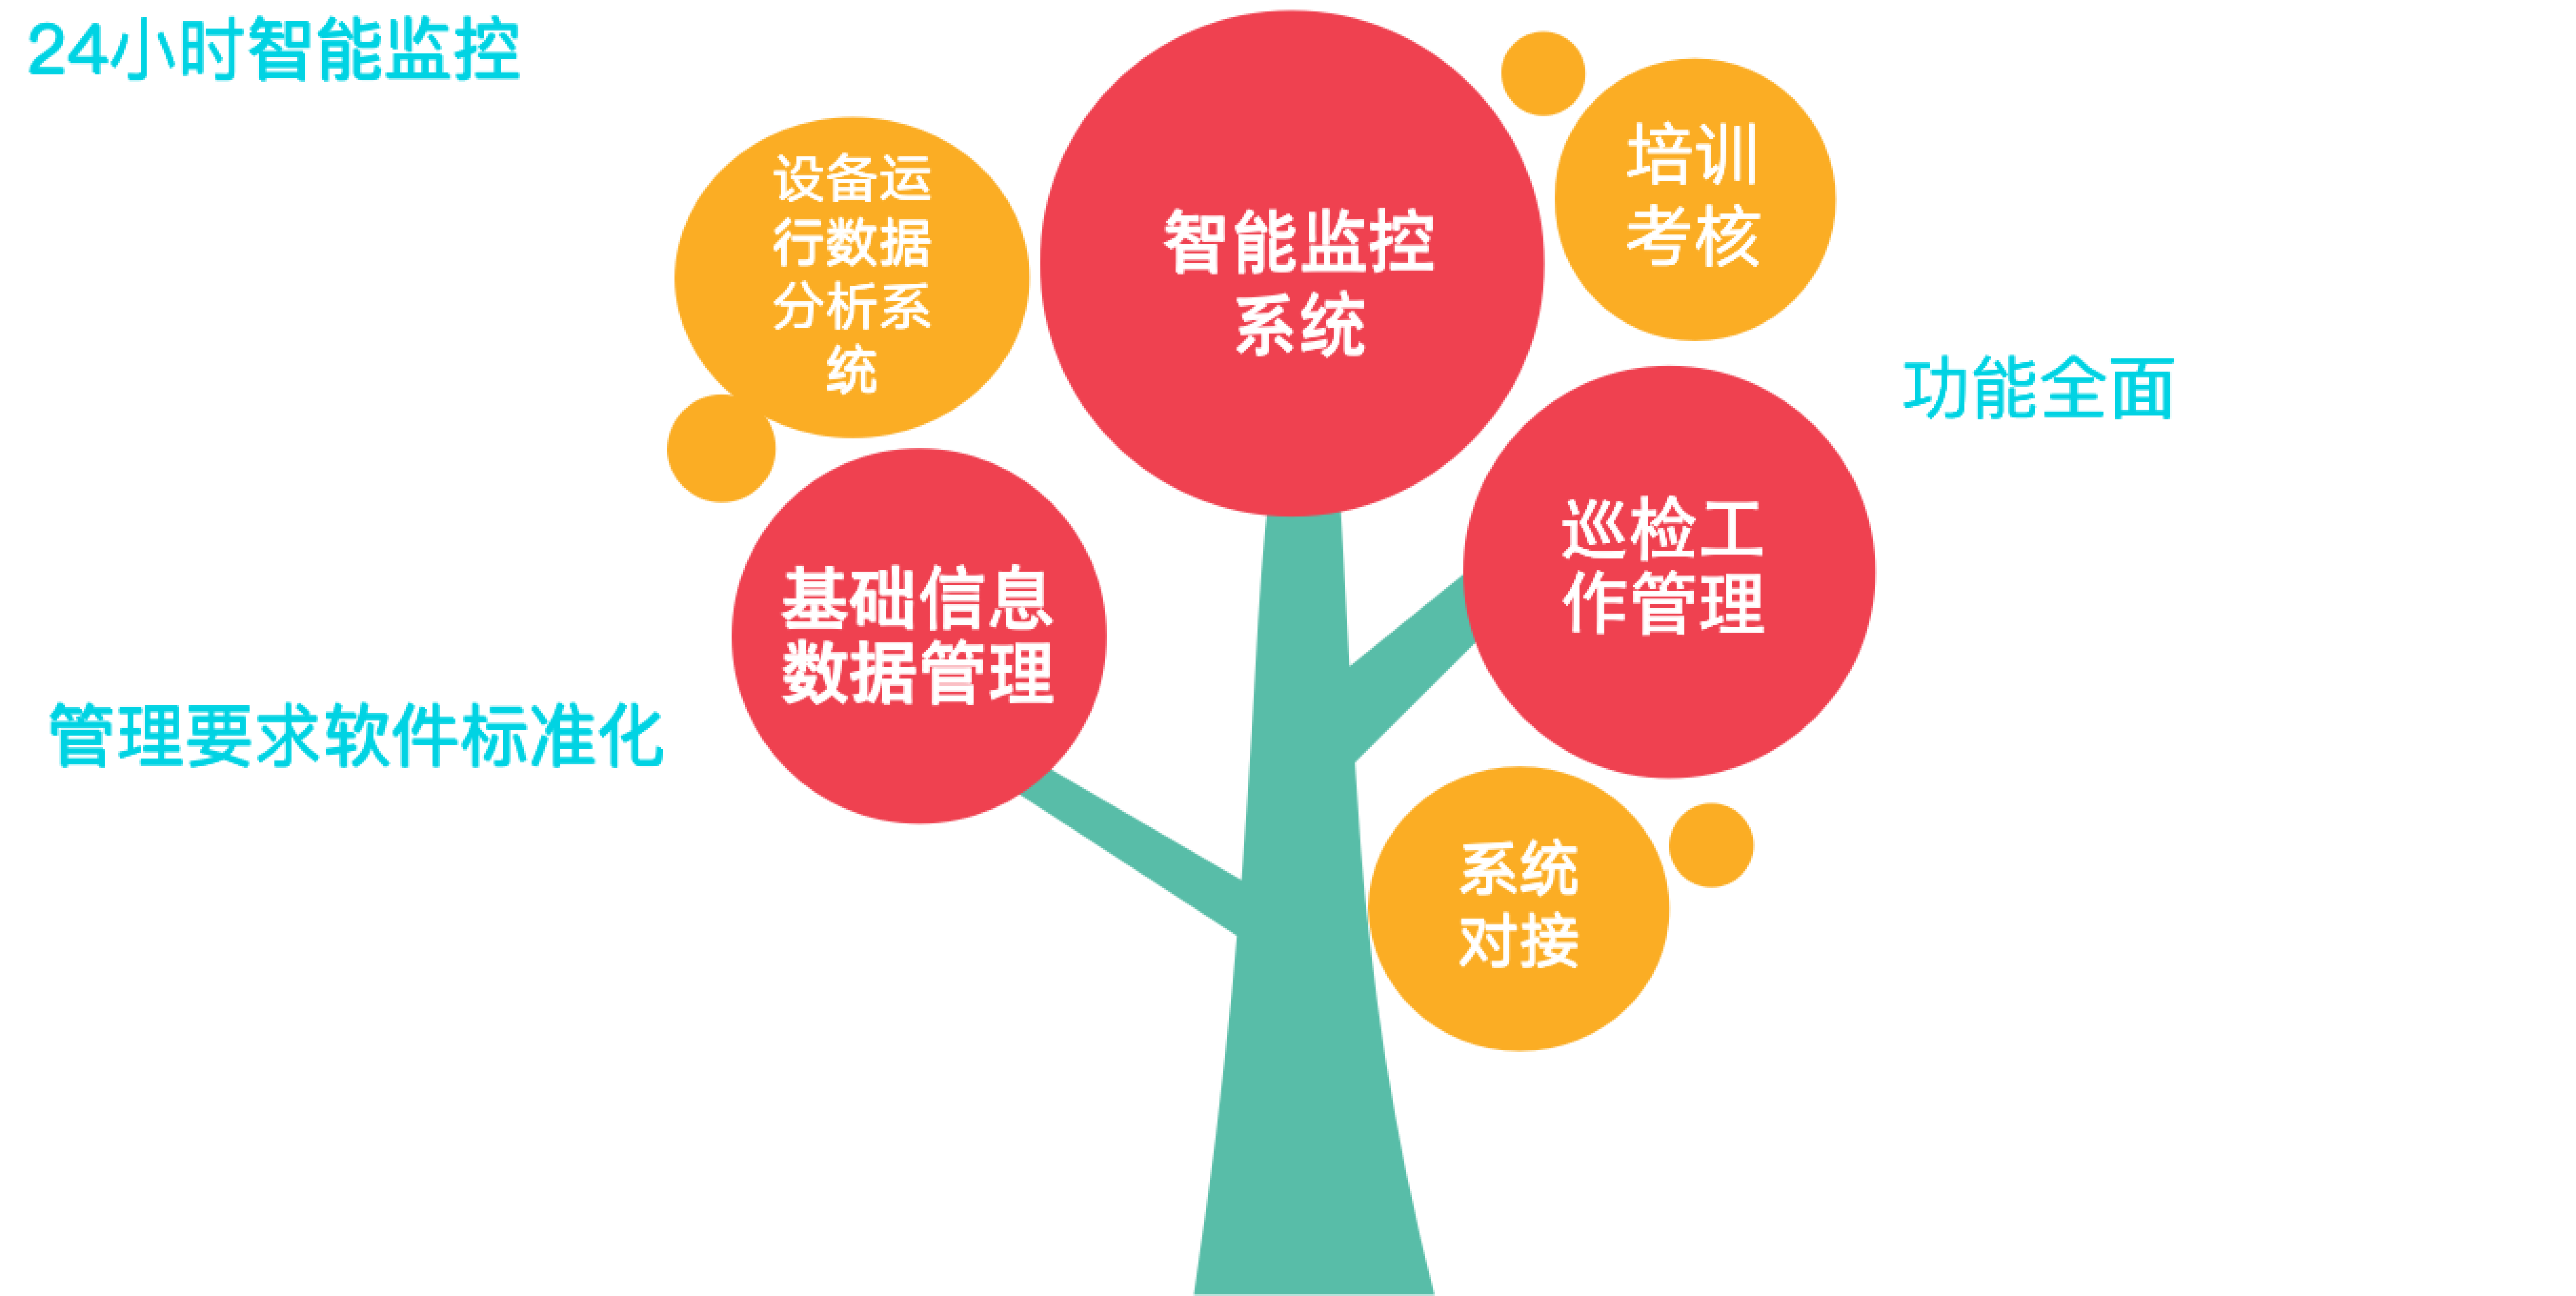 24小时智能监控
设备运
行数据
分析系
统
智能监控
系统
培训
考核
功能全面
巡检工
作管理
基础信息
数据管理
管理要求软件标准化
系统
对接